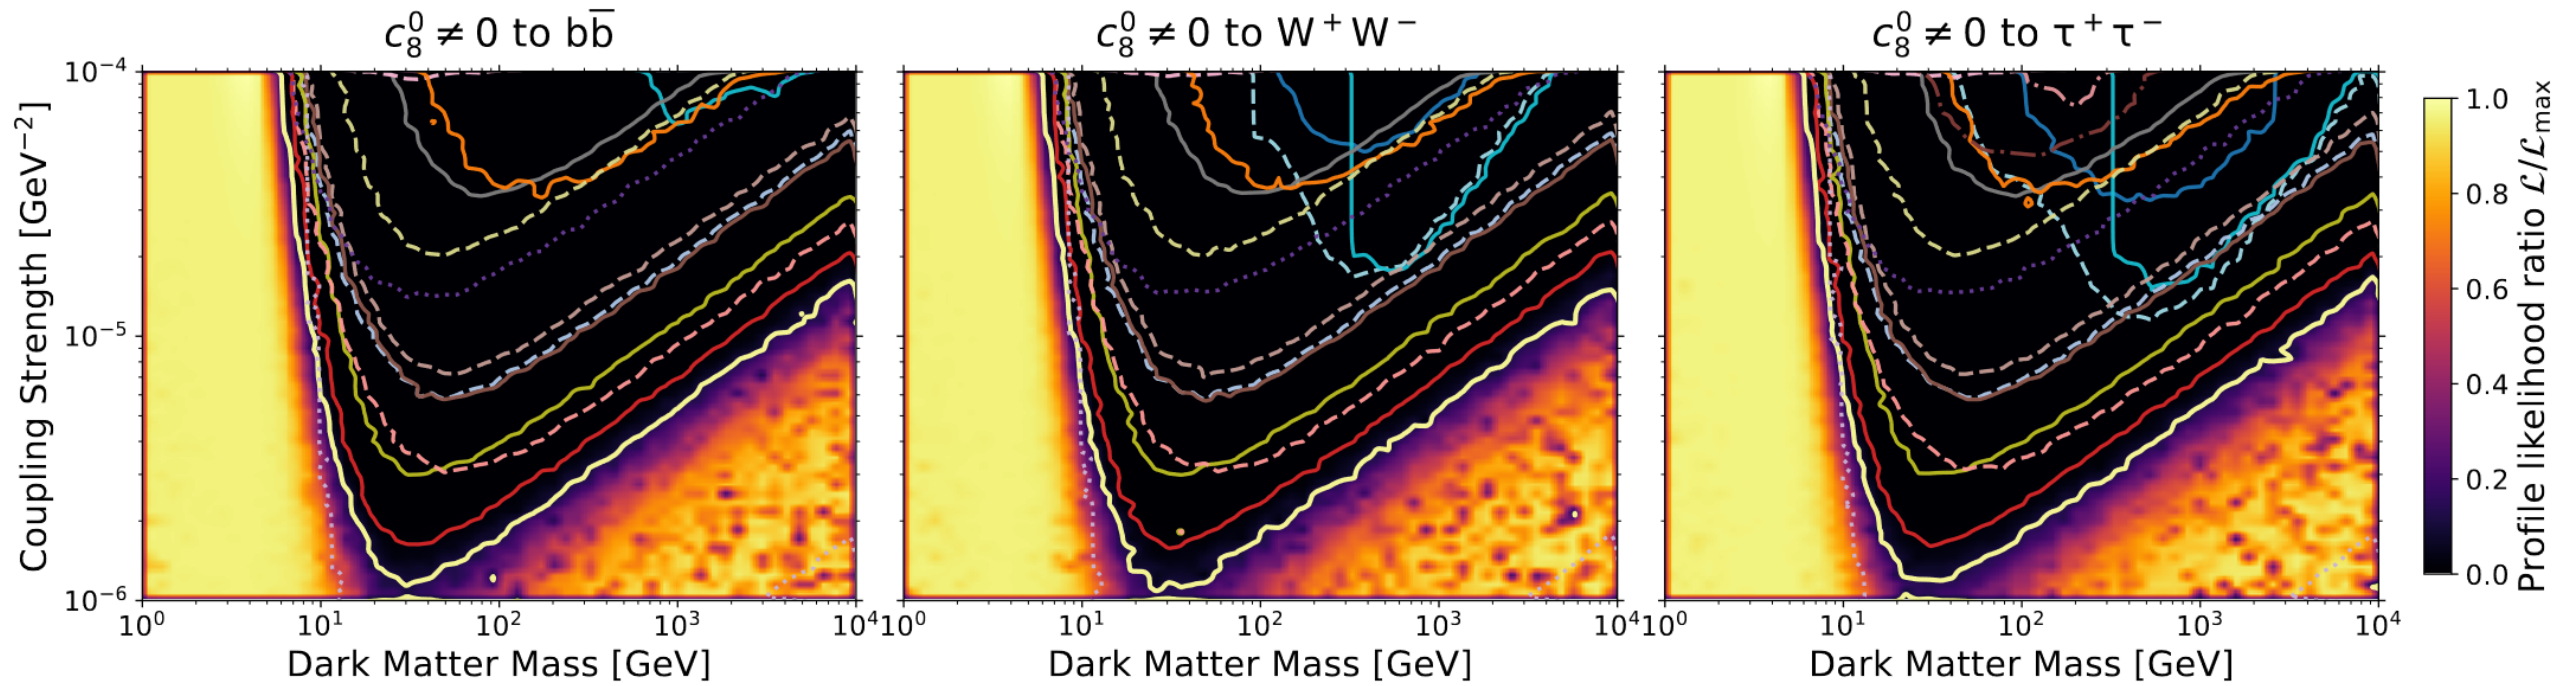 c₈⁰ ≠ 0 to bb̅
c₈⁰ ≠ 0 to W⁺W⁻
c₈⁰ ≠ 0 to τ⁺τ⁻
Coupling Strength [GeV⁻²]
10⁻⁴
10⁻⁵
10⁻⁶
10⁰ 10¹ 10² 10³ 10⁴
10⁰ 10¹ 10² 10³ 10⁴
10⁰ 10¹ 10² 10³ 10⁴
Dark Matter Mass [GeV]
Dark Matter Mass [GeV]
Dark Matter Mass [GeV]
1.0
0.8
0.6
0.4
0.2
0.0
Profile likelihood ratio ℒ/ℒmax